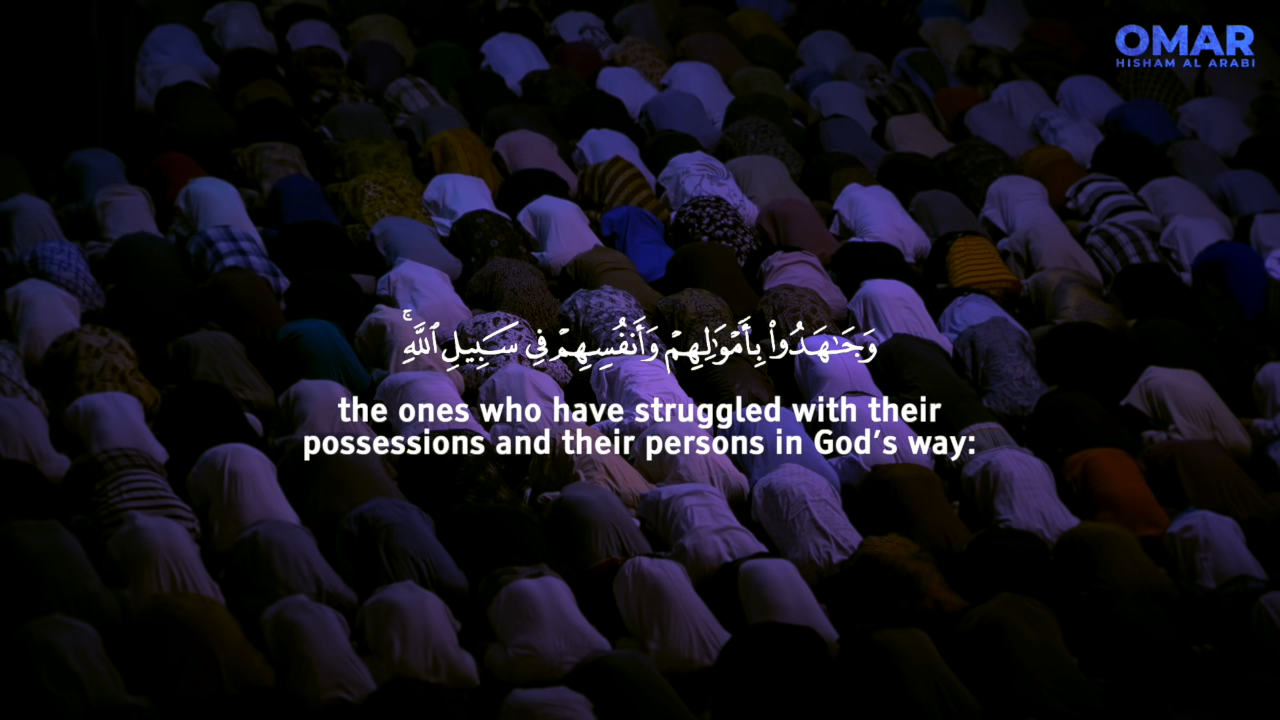 OMAR
HISHAM AL ARABI
وَجَـٰهَدُوا۟ بِأَمْوَٰلِهِمْ وَأَنفُسِهِمْ فِى سَبِيلِ ٱللَّهِ ۚ
the ones who have struggled with their
possessions and their persons in God’s way: